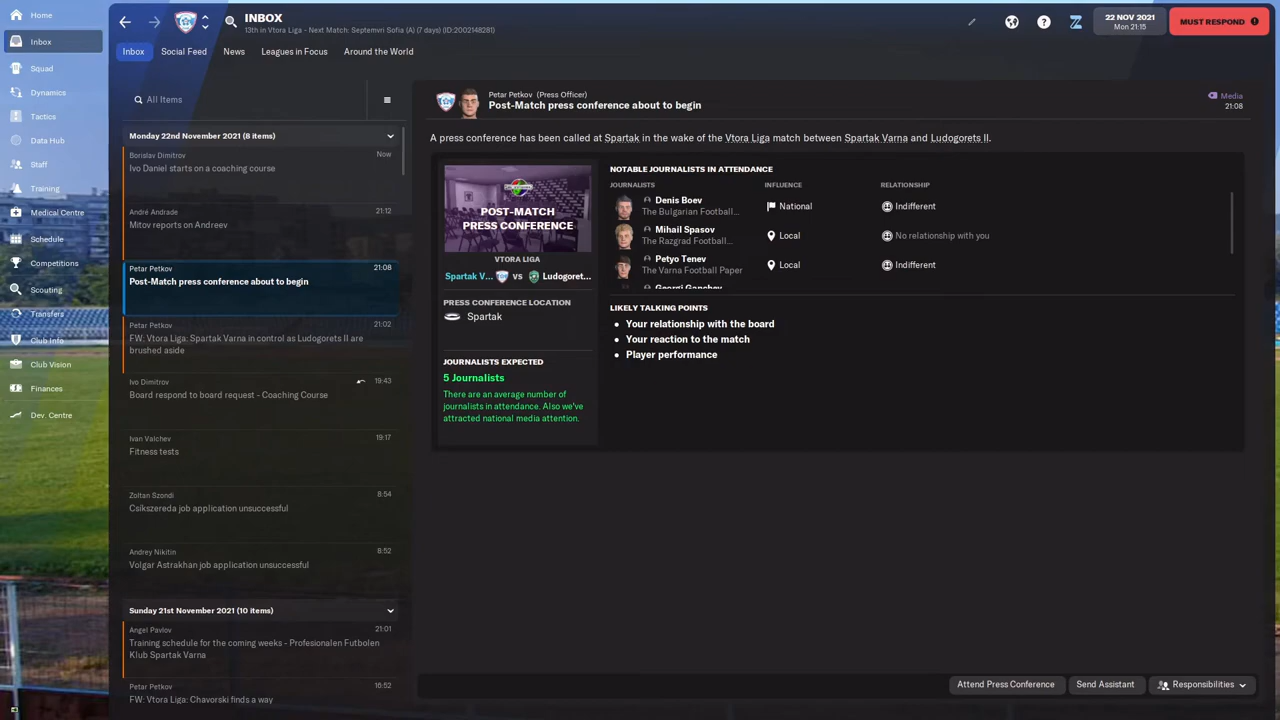 Home
Inbox
Squad
Dynamics
Tactics
Data Hub
Staff
Training
Medical Centre
Schedule
Competitions
Scouting
Transfers
Club Info
Club Vision
Finances
Dev. Centre
INBOX
13th in Vtora Liga - Next Match: Septemvri Sofia (A) (7 days) (ID:2002148281)
22 NOV 2021
Mon 21:15
MUST RESPOND
Inbox Social Feed News Leagues in Focus Around the World
All Items
Monday 22nd November 2021 (8 items)
Borislav Dimitrov Now
Ivo Daniel starts on a coaching course
André Andrade 21:12
Mitov reports on Andreev
Petar Petkov 21:08
Post-Match press conference about to begin
Petar Petkov 21:02
FW: Vtora Liga: Spartak Varna in control as Ludogorets II are
brushed aside
Ivo Dimitrov 19:43
Board respond to board request - Coaching Course
Ivan Valchev 19:17
Fitness tests
Zoltan Szondi 8:54
Csíkszereda job application unsuccessful
Andrey Nikitin 8:52
Volgar Astrakhan job application unsuccessful
Sunday 21st November 2021 (10 items)
Angel Pavlov 21:01
Training schedule for the coming weeks - Profesionalen Futbolen
Klub Spartak Varna
Petar Petkov 16:52
FW: Vtora Liga: Chavorski finds a way
Petar Petkov (Press Officer)
Post-Match press conference about to begin
Media
21:08
A press conference has been called at Spartak in the wake of the Vtora Liga match between Spartak Varna and Ludogorets II.
POST-MATCH
PRESS CONFERENCE
VTORA LIGA
Spartak V... vs Ludogoret...
PRESS CONFERENCE LOCATION
Spartak
JOURNALISTS EXPECTED
5 Journalists
There are an average number of
journalists in attendance. Also we've
attracted national media attention.
NOTABLE JOURNALISTS IN ATTENDANCE
JOURNALISTS INFLUENCE RELATIONSHIP
Denis Boev
The Bulgarian Football... National Indifferent
Mihail Spasov
The Razgrad Football... Local No relationship with you
Petyo Tenev
The Varna Football Paper Local Indifferent
Georgi Ganchev
LIKELY TALKING POINTS
Your relationship with the board
Your reaction to the match
Player performance
Attend Press Conference Send Assistant Responsibilities